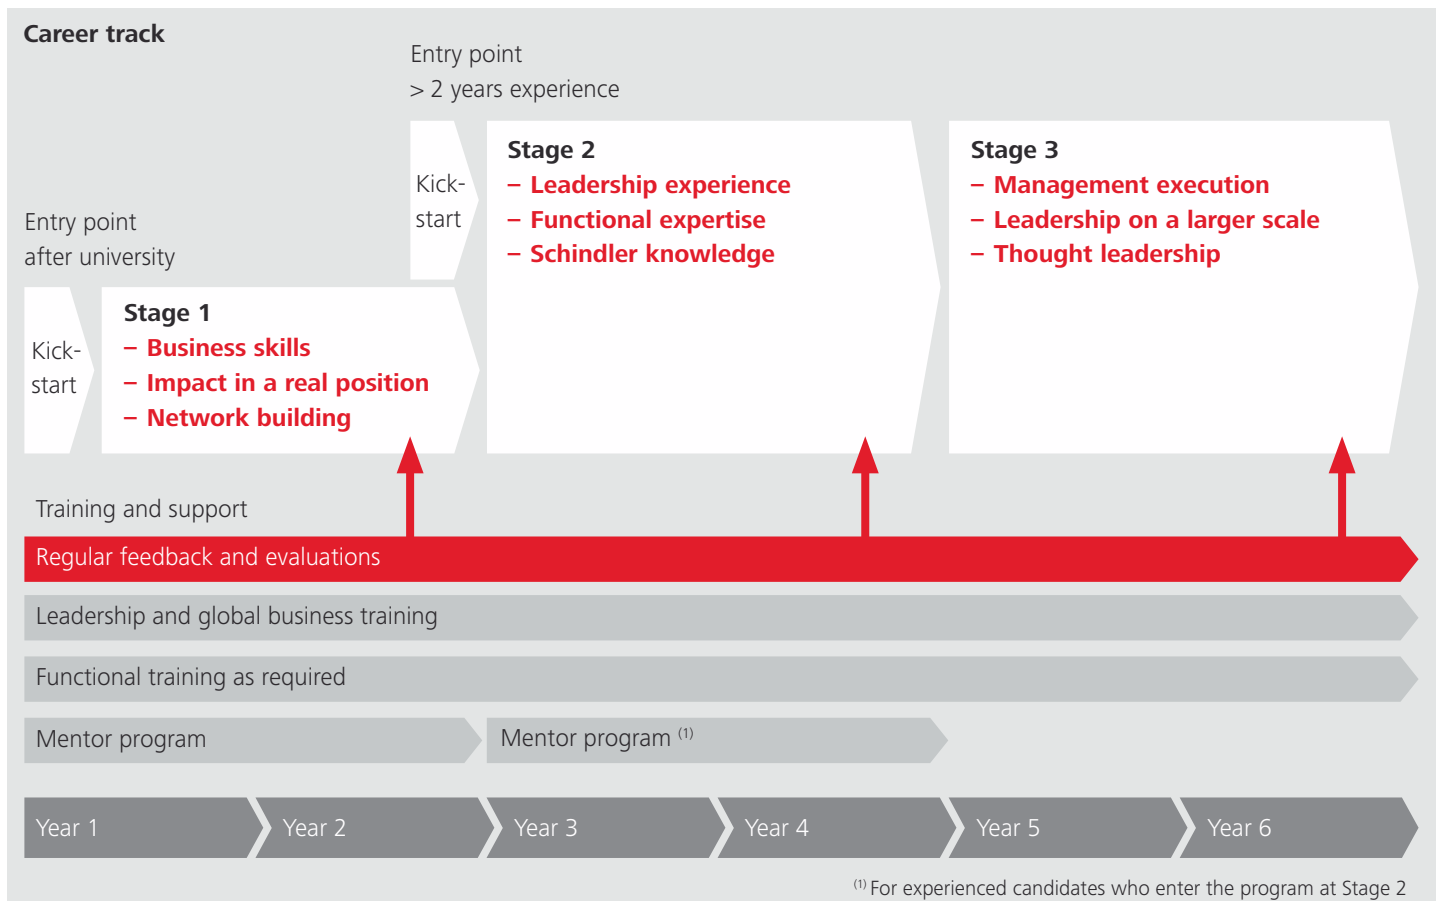 Career track
Entry point
> 2 years experience
Kick-
start
Stage 2
– Leadership experience
– Functional expertise
– Schindler knowledge
Stage 3
– Management execution
– Leadership on a larger scale
– Thought leadership
Entry point
after university
Kick-
start
Stage 1
– Business skills
– Impact in a real position
– Network building
Training and support
Regular feedback and evaluations
Leadership and global business training
Functional training as required
Mentor program
Mentor program (1)
Year 1
Year 2
Year 3
Year 4
Year 5
Year 6
(1) For experienced candidates who enter the program at Stage 2